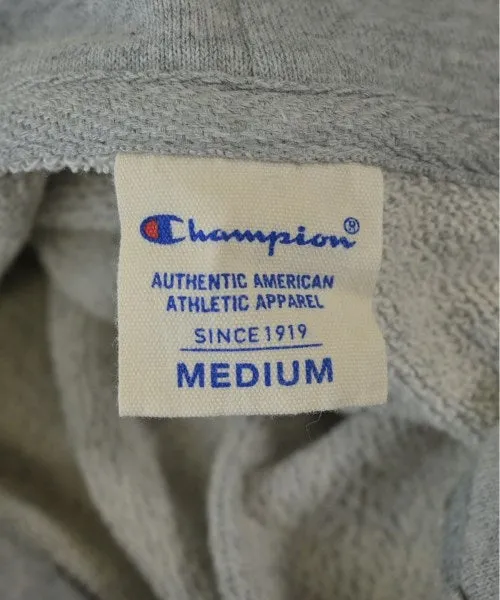 Champion®
AUTHENTIC AMERICAN
ATHLETIC APPAREL
SINCE 1919
MEDIUM